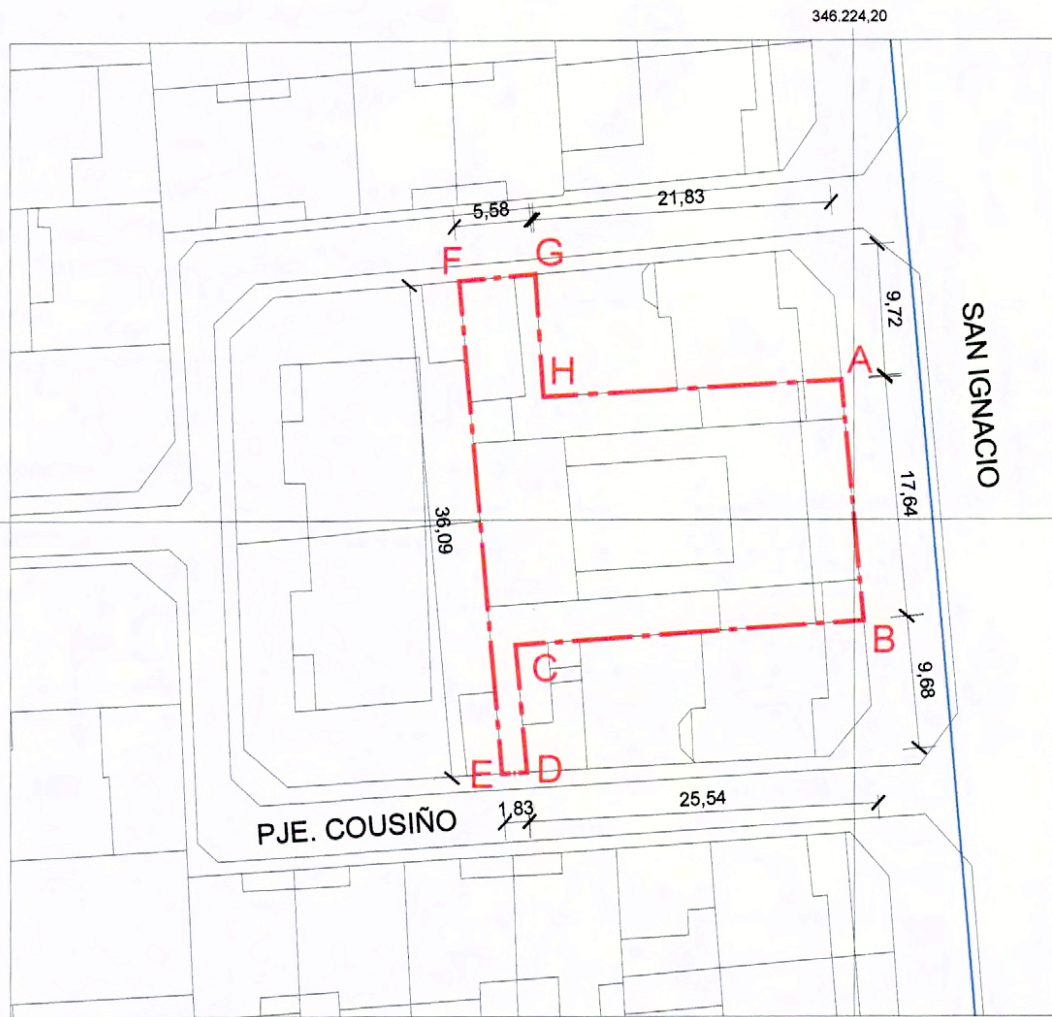 346.224,20
5,58
21,83
F
G
9,72
H
A
SAN IGNACIO
36,09
17,64
C
B
9,68
E
D
1,83
25,54
PJE. COUSIÑO